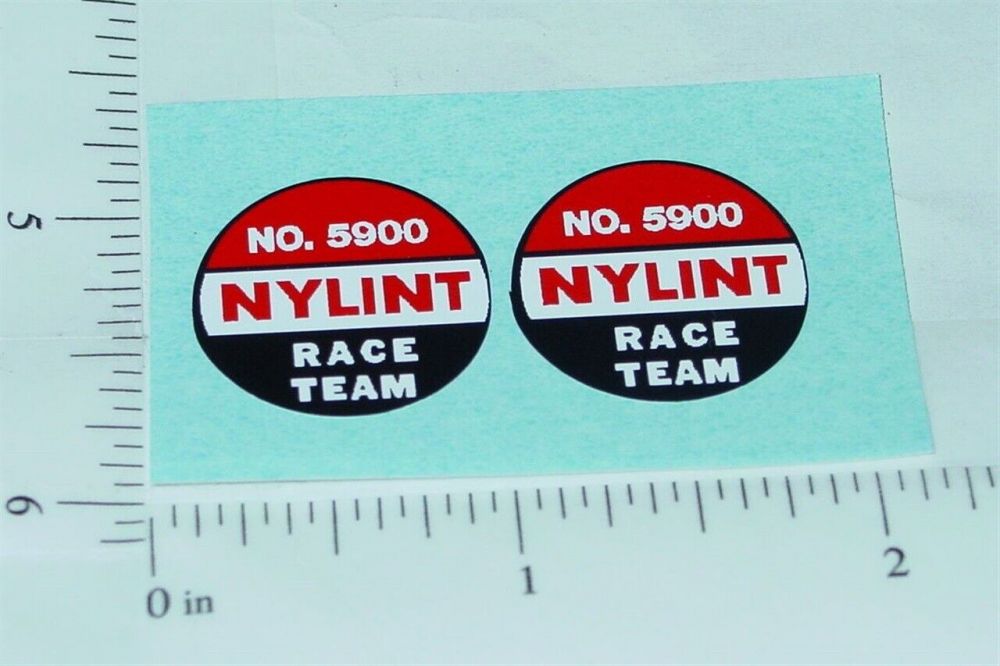 NO. 5900
NYLINT
RACE
TEAM
NO. 5900
NYLINT
RACE
TEAM
5
6
0 in
1
2